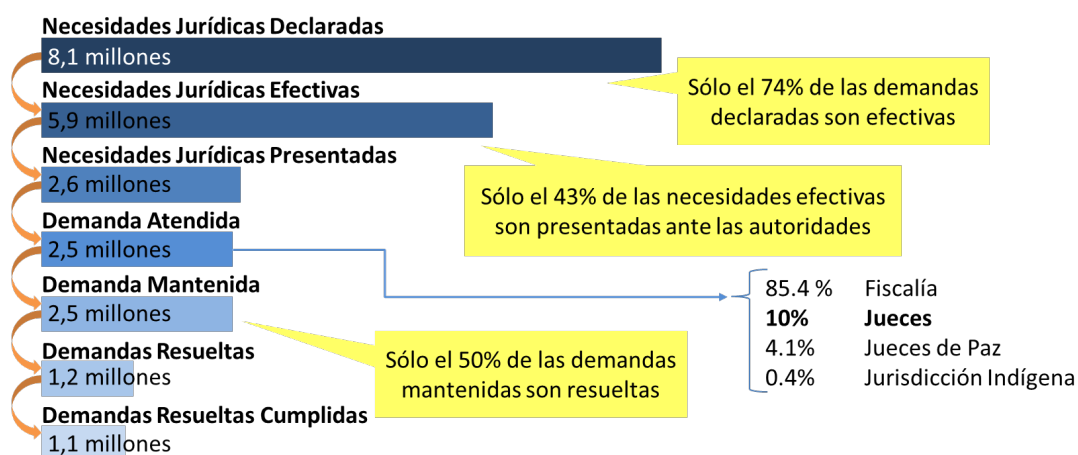 Necesidades Jurídicas Declaradas
8,1 millones
Sólo el 74% de las demandas
declaradas son efectivas
Necesidades Jurídicas Efectivas
5,9 millones
Necesidades Jurídicas Presentadas
2,6 millones
Sólo el 43% de las necesidades efectivas
son presentadas ante las autoridades
Demanda Atendida
2,5 millones
85.4 % Fiscalía
10% Jueces
4.1% Jueces de Paz
0.4% Jurisdicción Indígena
Demanda Mantenida
2,5 millones
Sólo el 50% de las demandas
mantenidas son resueltas
Demandas Resueltas
1,2 millones
Demandas Resueltas Cumplidas
1,1 millones